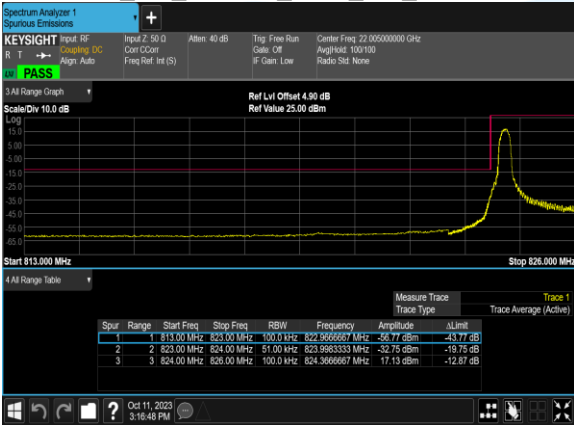 Spectrum Analyzer 1
Spurious Emissions
+
KEYSIGHT Input: RF Input Z: 50 Ω Atten: 40 dB Trig: Free Run Center Freq: 22.005000000 GHz
R T Coupling: DC Corr CCorr Gate: Off Avg|Hold: 100/100
Align: Auto Freq Ref: Int (S) IF Gain: Low Radio Std: None
PASS
3 All Range Graph
Ref Lvl Offset 4.90 dB
Scale/Div 10.0 dB Ref Value 25.00 dBm
Log
15.0
5.00
-5.00
-15.0
-25.0
-35.0
-45.0
-55.0
-65.0
Start 813.000 MHz Stop 826.000 MHz
4 All Range Table
Measure Trace Trace 1
Trace Type Trace Average (Active)
Spur Range Start Freq Stop Freq RBW Frequency Amplitude ΔLimit
1 1 813.00 MHz 823.00 MHz 100.0 kHz 822.9666667 MHz -56.77 dBm -43.77 dB
2 2 823.00 MHz 824.00 MHz 51.00 kHz 823.9983333 MHz -32.75 dBm -19.75 dB
3 3 824.00 MHz 826.00 MHz 100.0 kHz 824.3666667 MHz 17.13 dBm -12.87 dB
? Oct 11, 2023
3:16:48 PM